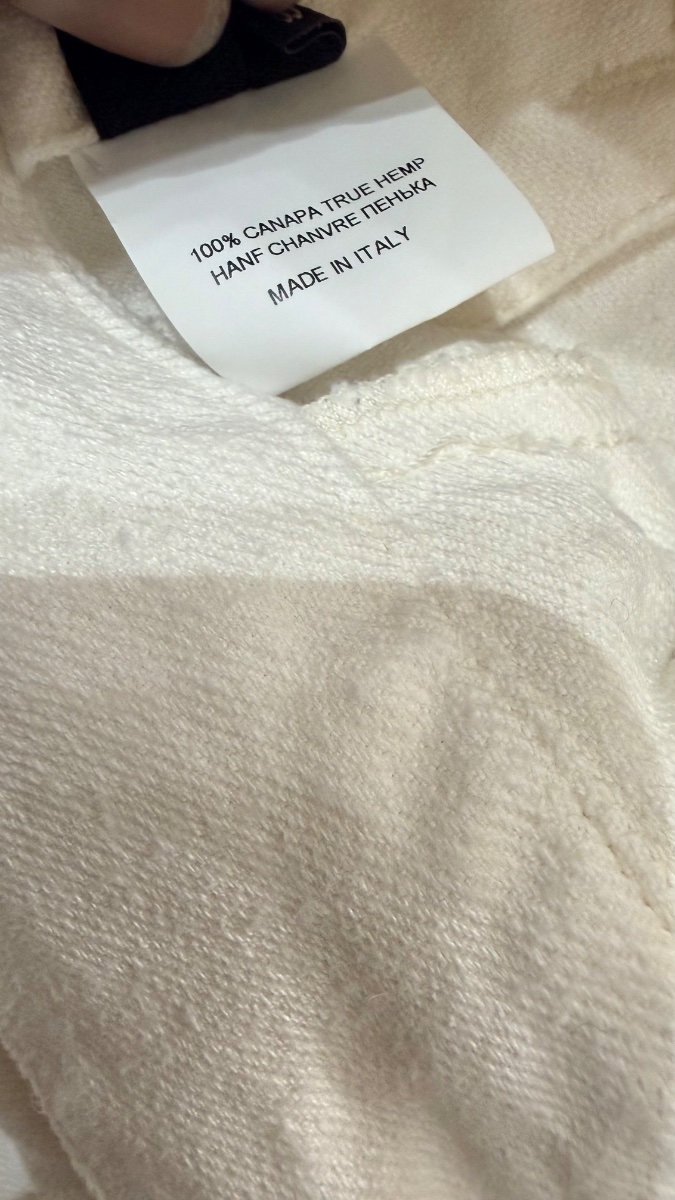 100% CANAPA TRUE HEMP
HANF CHANVRE ПЕНЬКА
MADE IN ITALY